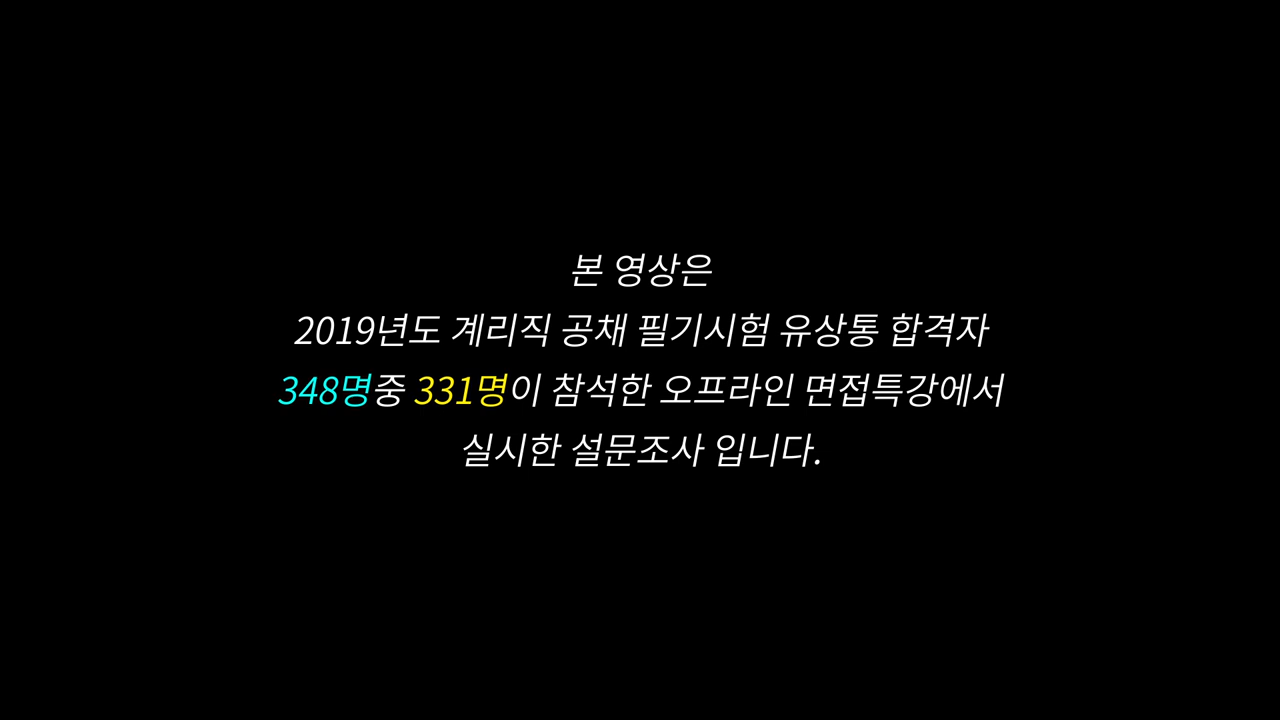 본 영상은
2019년도 계리직 공채 필기시험 유상통 합격자
348명중 331명이 참석한 오프라인 면접특강에서
실시한 설문조사 입니다.